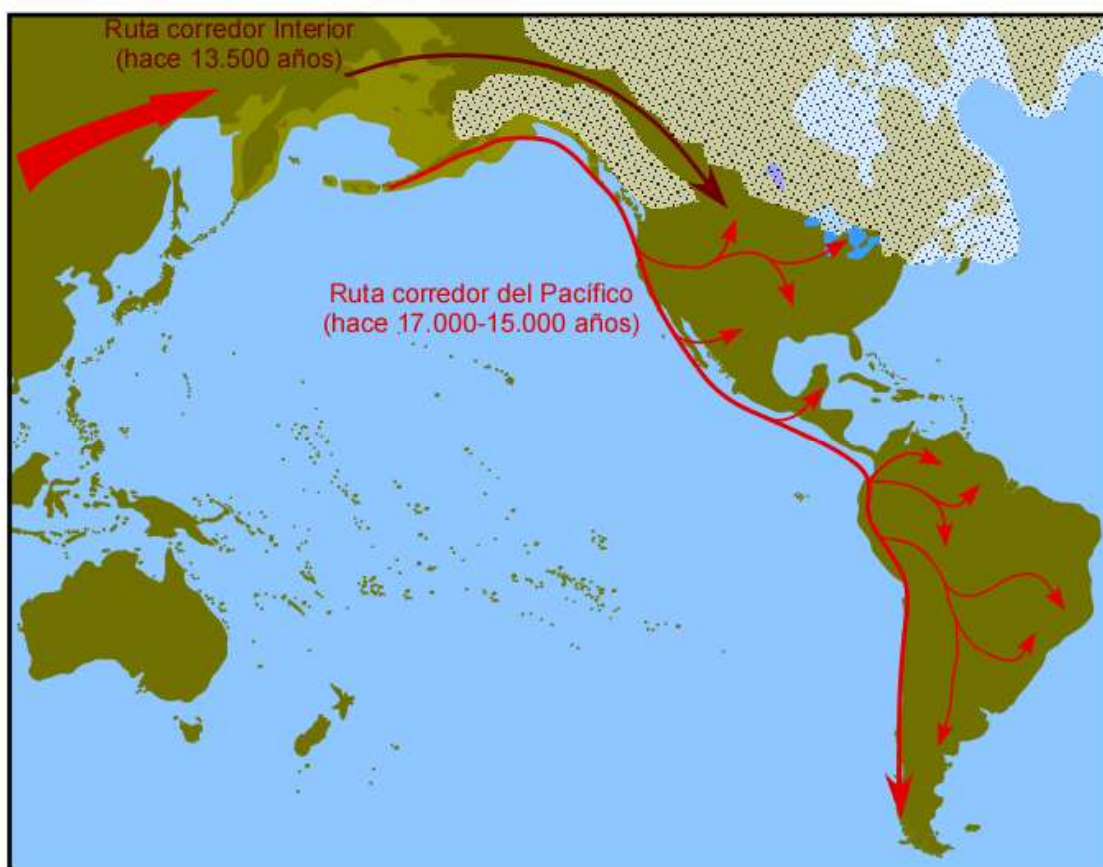 Ruta corredor Interior
(hace 13.500 años)
Ruta corredor del Pacífico
(hace 17.000-15.000 años)